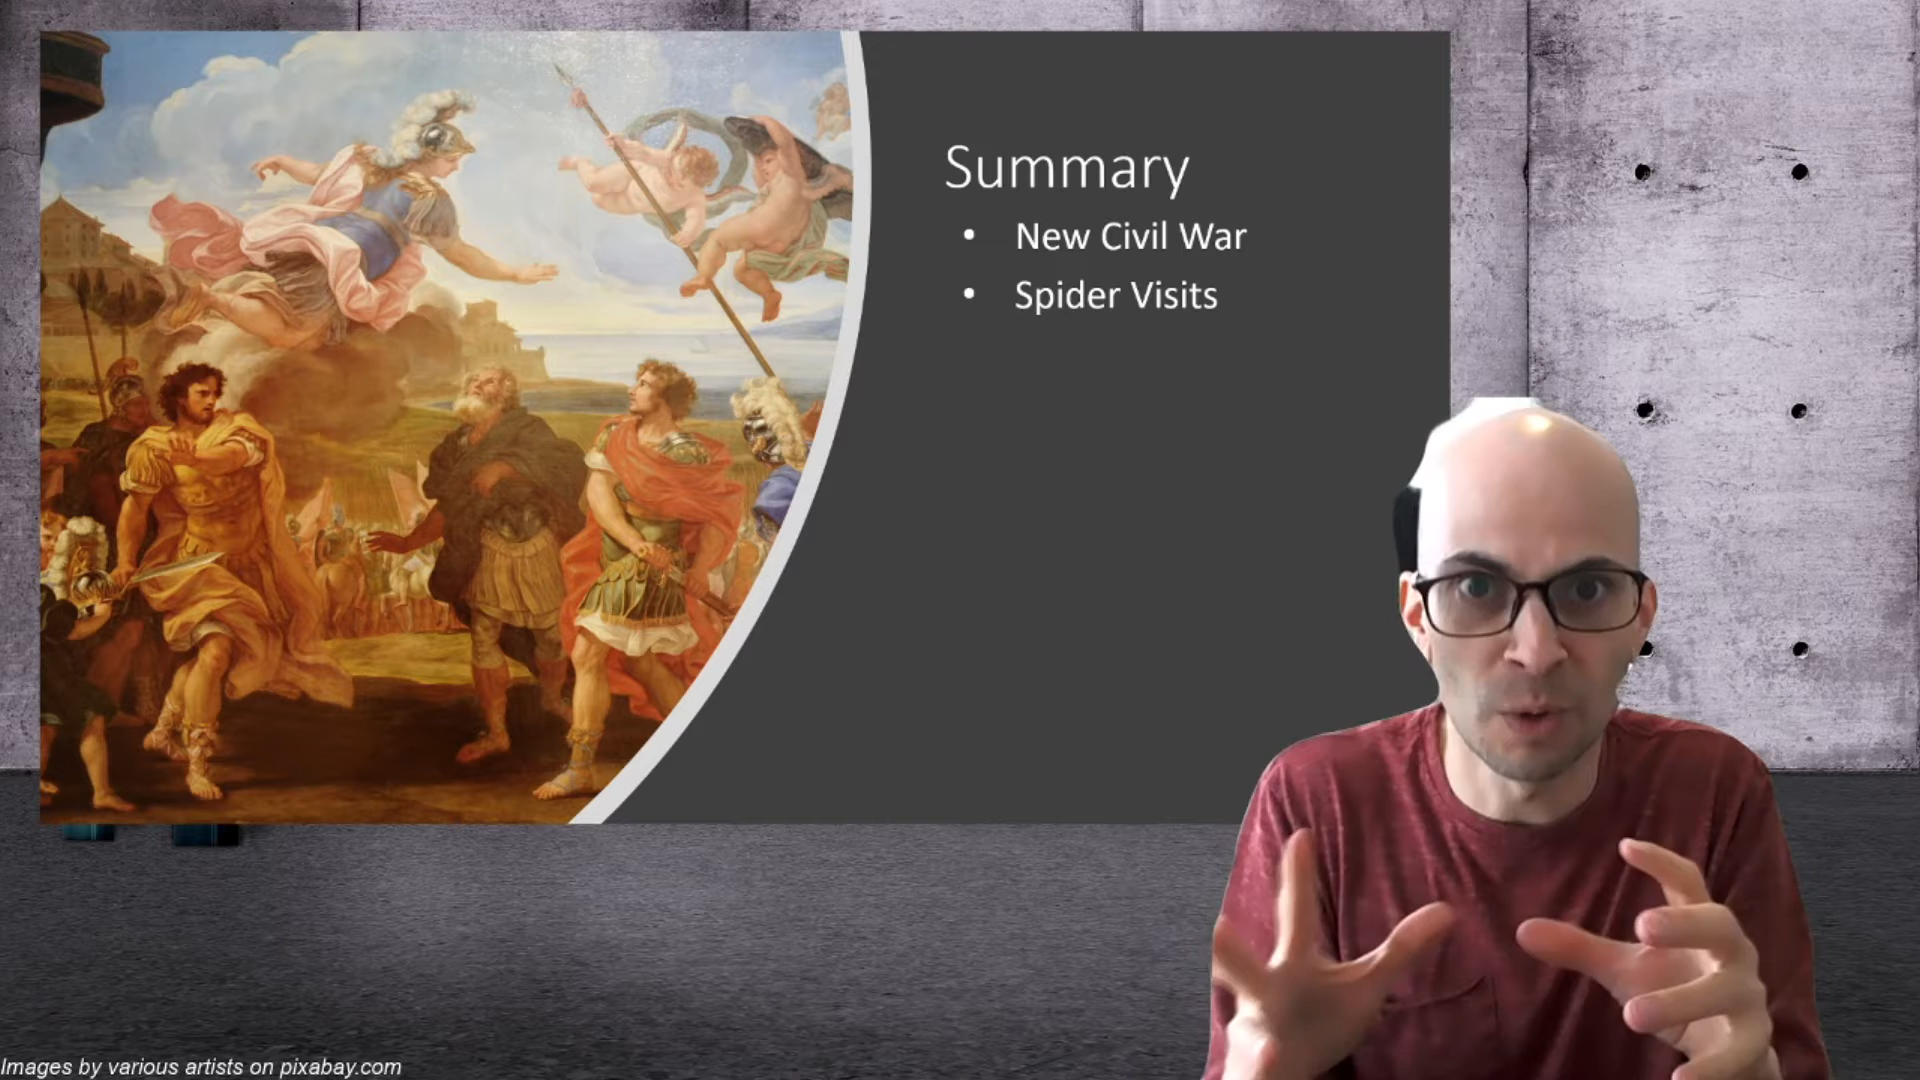 Summary
• New Civil War
• Spider Visits
Images by various artists on pixabay.com